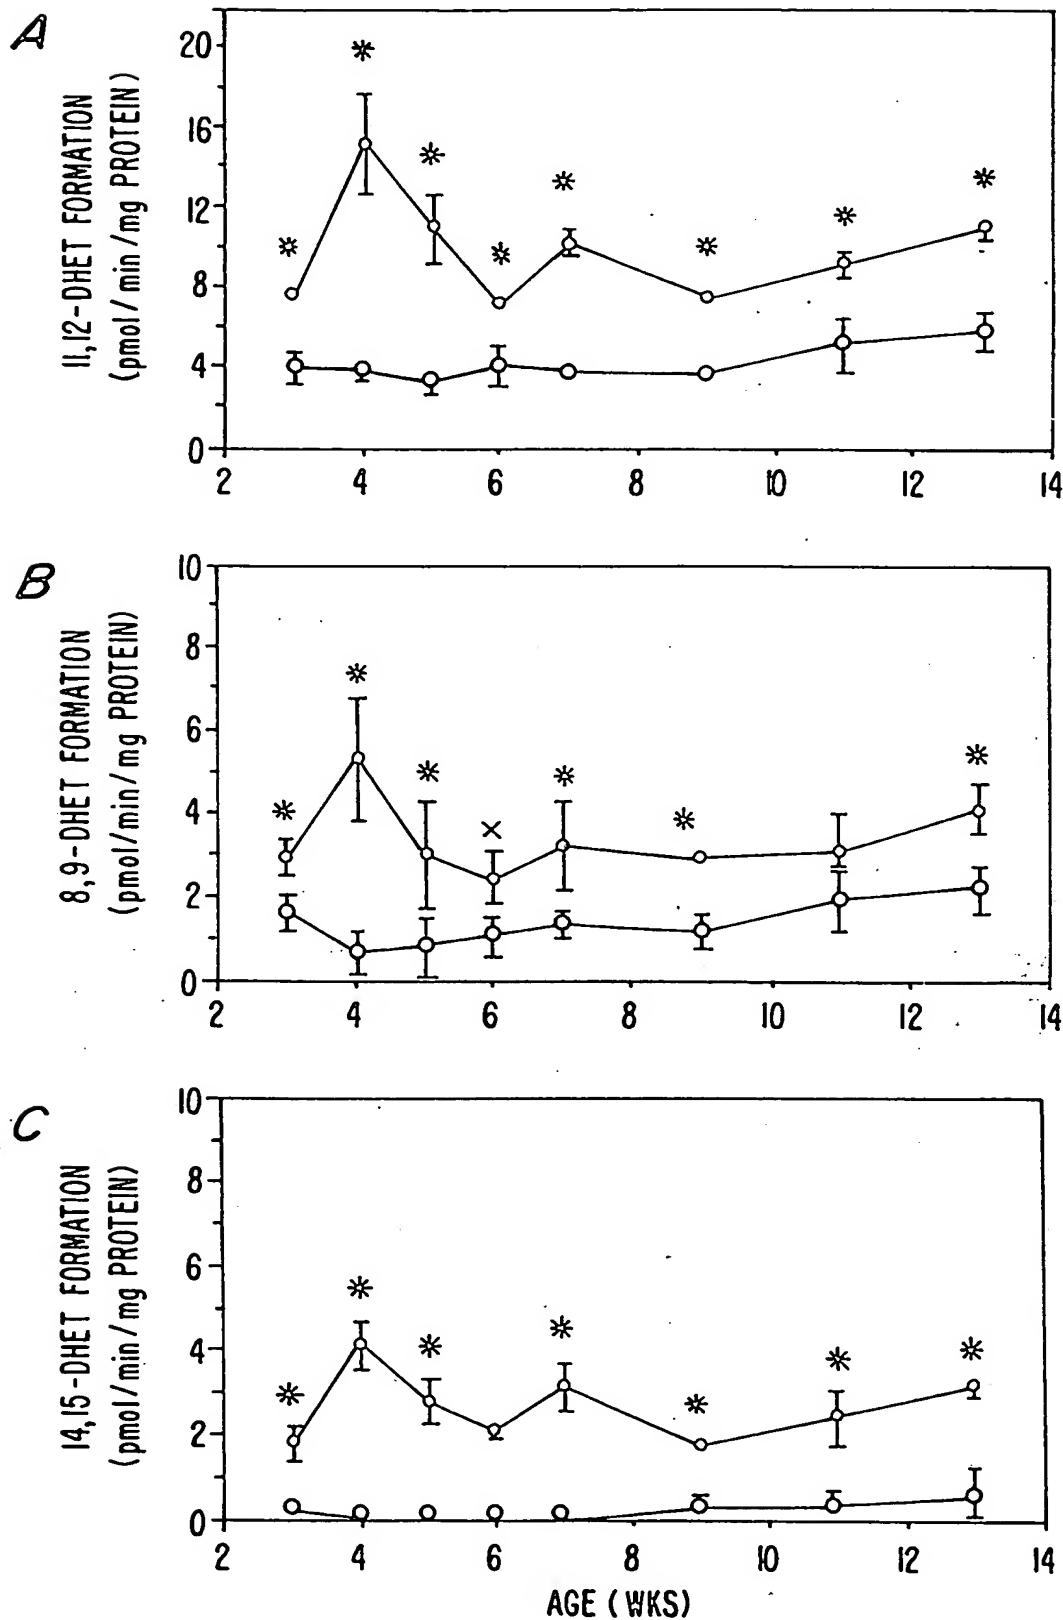 A
11,12-DHET FORMATION
(pmol/min/mg PROTEIN)
20
16
12
8
4
0
2 4 6 8 10 12 14
* * * * * * * *
B
8,9-DHET FORMATION
(pmol/min/mg PROTEIN)
10
8
6
4
2
0
2 4 6 8 10 12 14
* * * × * * *
C
14,15-DHET FORMATION
(pmol/min/mg PROTEIN)
10
8
6
4
2
0
2 4 6 8 10 12 14
* * * * * * *
AGE (WKS)